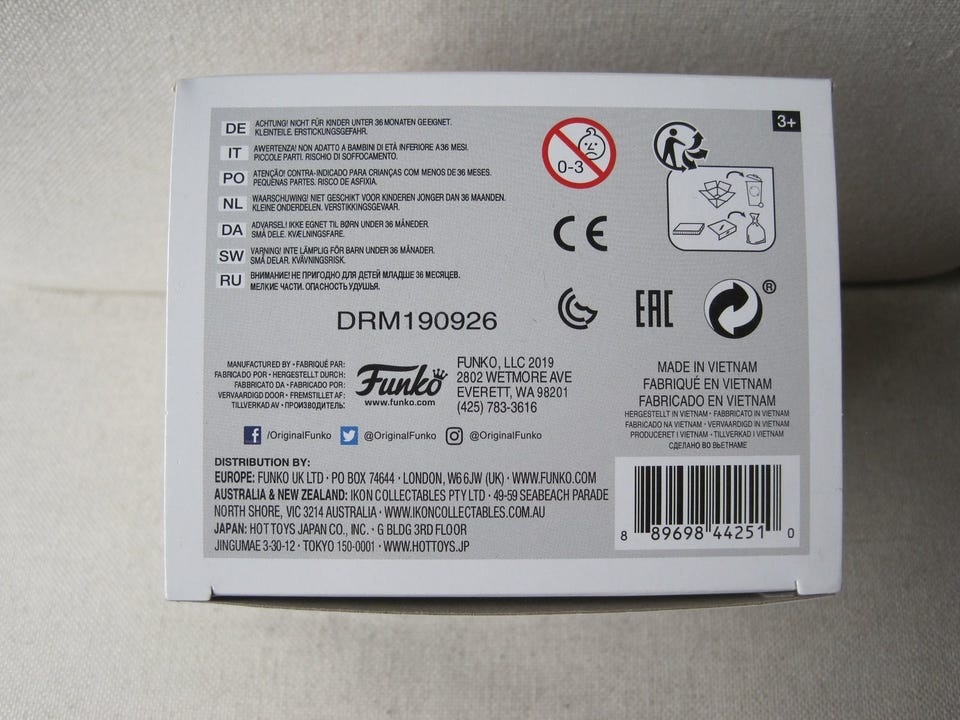 3+
DE ACHTUNG! NICHT FÜR KINDER UNTER 36 MONATEN GEEIGNET.
KLEINTEILE. ERSTICKUNGSGEFAHR.
IT AWERTENZA! NON ADATTO A BAMBINI DI ETÀ INFERIORE A 36 MESI.
PICCOLE PARTI. RISCHIO DI SOFFOCAMENTO.
PO ATENÇÃO! CONTRA-INDICADO PARA CRIANÇAS COM MENOS DE 36 MESES.
PEQUENAS PARTES. RISCO DE ASFIXIA.
NL WAARSCHUWING! NIET GESCHIKT VOOR KINDEREN JONGER DAN 36 MAANDEN.
KLEINE ONDERDELEN. VERSTIKKINGSGEVAAR.
DA ADVARSEL! IKKE EGNET TIL BØRN UNDER 36 MÅNEDER.
SMÅ DELE. KVÆLNINGSFARE.
SW VARNING! INTE LÄMPLIG FÖR BARN UNDER 36 MÅNADER.
SMÅ DELAR. KVÄVNINGSRISK.
RU ВНИМАНИЕ! НЕ ПРИГОДНО ДЛЯ ДЕТЕЙ МЛАДШЕ 36 МЕСЯЦЕВ.
МЕЛКИЕ ЧАСТИ. ОПАСНОСТЬ УДУШЬЯ.
0-3
CE
EAC
®
DRM190926
MANUFACTURED BY • FABRIQUÉ PAR:
FABRICADO POR • HERGESTELLT DURCH:
FABBRICATO DA • FABRICADO POR:
VERVAARDIGD DOOR • FREMSTILLET AF:
TILLVERKAD AV • ПРОИЗВОДИТЕЛЬ:
Funko
www.funko.com
FUNKO, LLC 2019
2802 WETMORE AVE
EVERETT, WA 98201
(425) 783-3616
MADE IN VIETNAM
FABRIQUÉ EN VIETNAM
FABRICADO EN VIETNAM
HERGESTELLT IN VIETNAM • FABBRICATO IN VIETNAM
FABRICADO NA VIETNAM • VERVAARDIGD IN VIETNAM
PRODUCERET I VIETNAM • TILLVERKAD I VIETNAM
СДЕЛАНО ВО ВЬЕТНАМЕ
/OriginalFunko @OriginalFunko @OriginalFunko
DISTRIBUTION BY:
EUROPE: FUNKO UK LTD • PO BOX 74644 • LONDON, W6 6JW (UK) • WWW.FUNKO.COM
AUSTRALIA & NEW ZEALAND: IKON COLLECTABLES PTY LTD • 49-59 SEABEACH PARADE
NORTH SHORE, VIC 3214 AUSTRALIA • WWW.IKONCOLLECTABLES.COM.AU
JAPAN: HOT TOYS JAPAN CO., INC. • G BLDG 3RD FLOOR
JINGUMAE 3-30-12 • TOKYO 150-0001 • WWW.HOTTOYS.JP
8 89698 44251 0